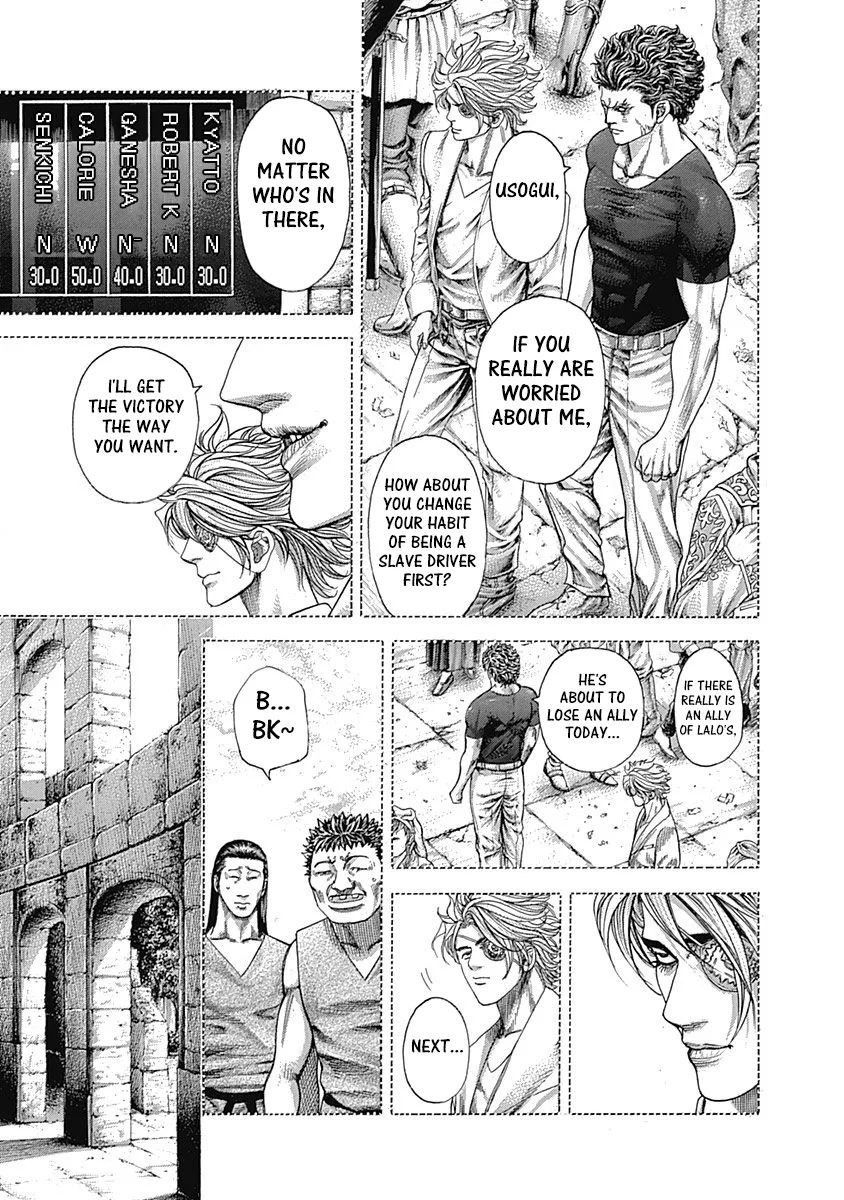 USOGUI,
IF YOU
REALLY ARE
WORRIED
ABOUT ME,
HOW ABOUT
YOU CHANGE
YOUR HABIT
OF BEING A
SLAVE DRIVER
FIRST?
NO
MATTER
WHO'S IN
THERE,
KYATTO N 30-0
ROBERT K N 30-0
GANESHA N 40-0
CALORIE W 50-0
SENKICHI N 30-0
I'LL GET
THE VICTORY
THE WAY
YOU WANT.
IF THERE
REALLY IS
AN ALLY
OF LALO'S,
HE'S
ABOUT TO
LOSE AN ALLY
TODAY...
B...
BK~
NEXT...